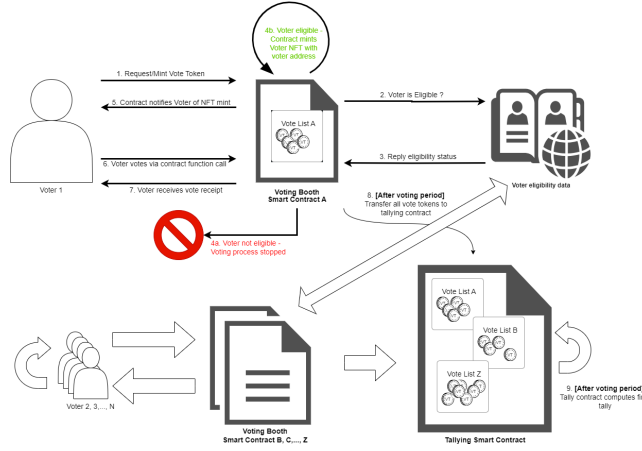 4b. Voter eligible -
Contract mints
Voter NFT with
voter address
1. Request/Mint Vote Token
2. Voter is Eligible ?
5. Contract notifies Voter of NFT mint
Vote List A
3. Reply eligibility status
6. Voter votes via contract function call
7. Voter receives vote receipt
Voter 1
Voting Booth
Smart Contract A
Voter eligibility data
8. [After voting period]
Transfer all vote tokens to
tallying contract
4a. Voter not eligible -
Voting process stopped
Vote List A
Vote List B
Vote List Z
9. [After voting period]
Tally contract computes fi
tally
Voter 2, 3,..., N
Voting Booth
Smart Contract B, C,..., Z
Tallying Smart Contract